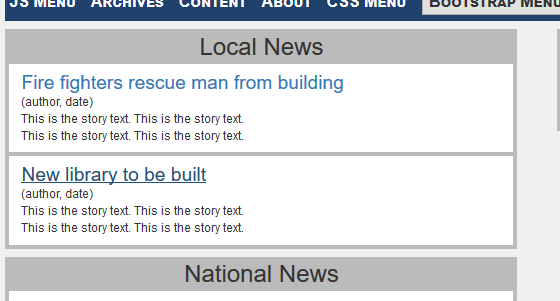 JS Menu Archives Content About CSS Menu Bootstrap Menu
Local News
Fire fighters rescue man from building
(author, date)
This is the story text. This is the story text.
This is the story text. This is the story text.
New library to be built
(author, date)
This is the story text. This is the story text.
This is the story text. This is the story text.
National News